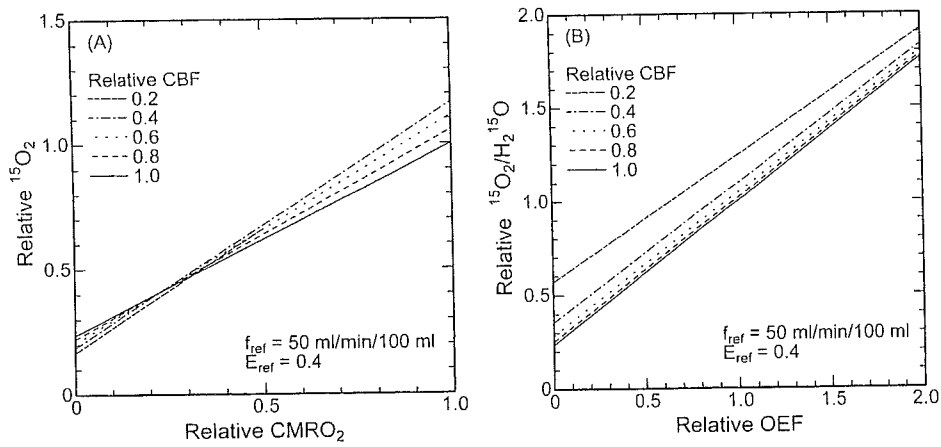 (A)
Relative CBF
0.2
0.4
0.6
0.8
1.0
1.5
1.0
0.5
0
Relative ¹⁵O₂
f_ref = 50 ml/min/100 ml
E_ref = 0.4
0
0.5
1.0
Relative CMRO₂
(B)
Relative CBF
0.2
0.4
0.6
0.8
1.0
2.0
1.5
1.0
0.5
0
Relative ¹⁵O₂/H₂¹⁵O
f_ref = 50 ml/min/100 ml
E_ref = 0.4
0
0.5
1.0
1.5
2.0
Relative OEF